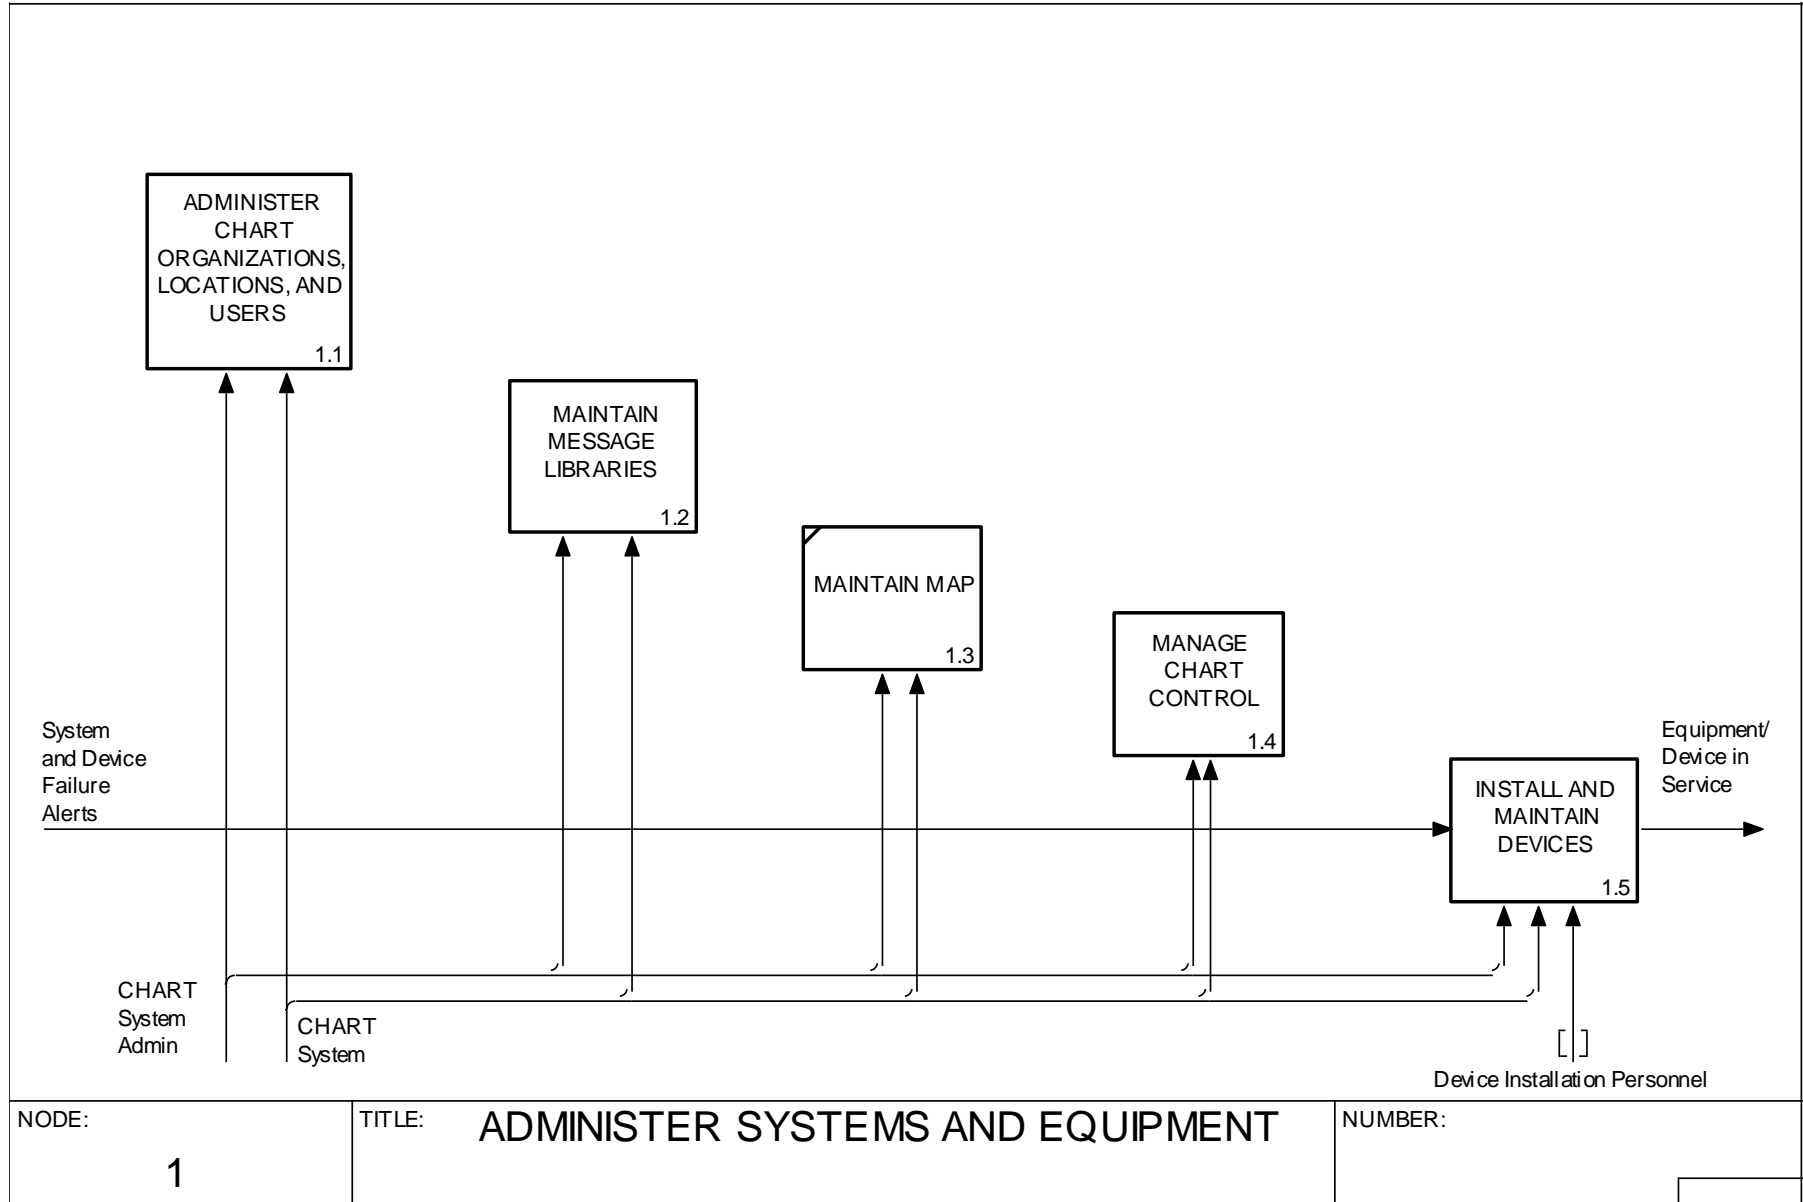 ADMINISTER
CHART
ORGANIZATIONS,
LOCATIONS, AND
USERS
1.1
MAINTAIN
MESSAGE
LIBRARIES
1.2
MAINTAIN MAP
1.3
MANAGE
CHART
CONTROL
1.4
System
and Device
Failure
Alerts
INSTALL AND
MAINTAIN
DEVICES
1.5
Equipment/
Device in
Service
CHART
System
Admin
CHART
System
Device Installation Personnel
NODE:
1
TITLE:
ADMINISTER SYSTEMS AND EQUIPMENT
NUMBER: